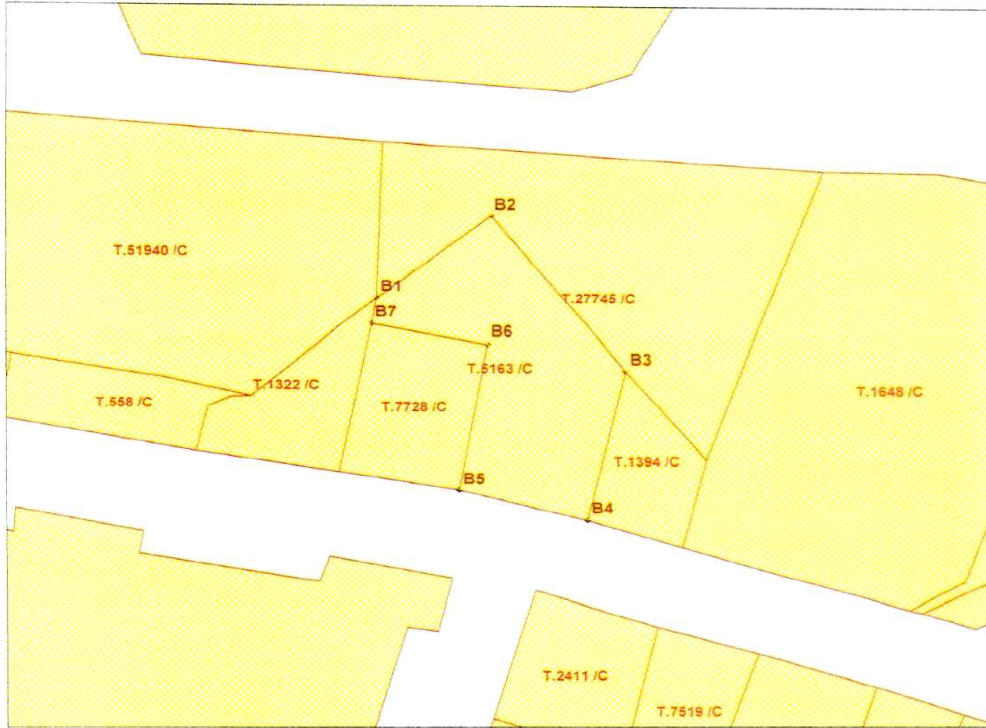 B2
T.51940 /C
B1
T.27745 /C
B7
B6
B3
T.5163 /C
T.1322 /C
T.558 /C
T.7728 /C
T.1648 /C
T.1394 /C
B5
B4
T.2411 /C
T.7519 /C